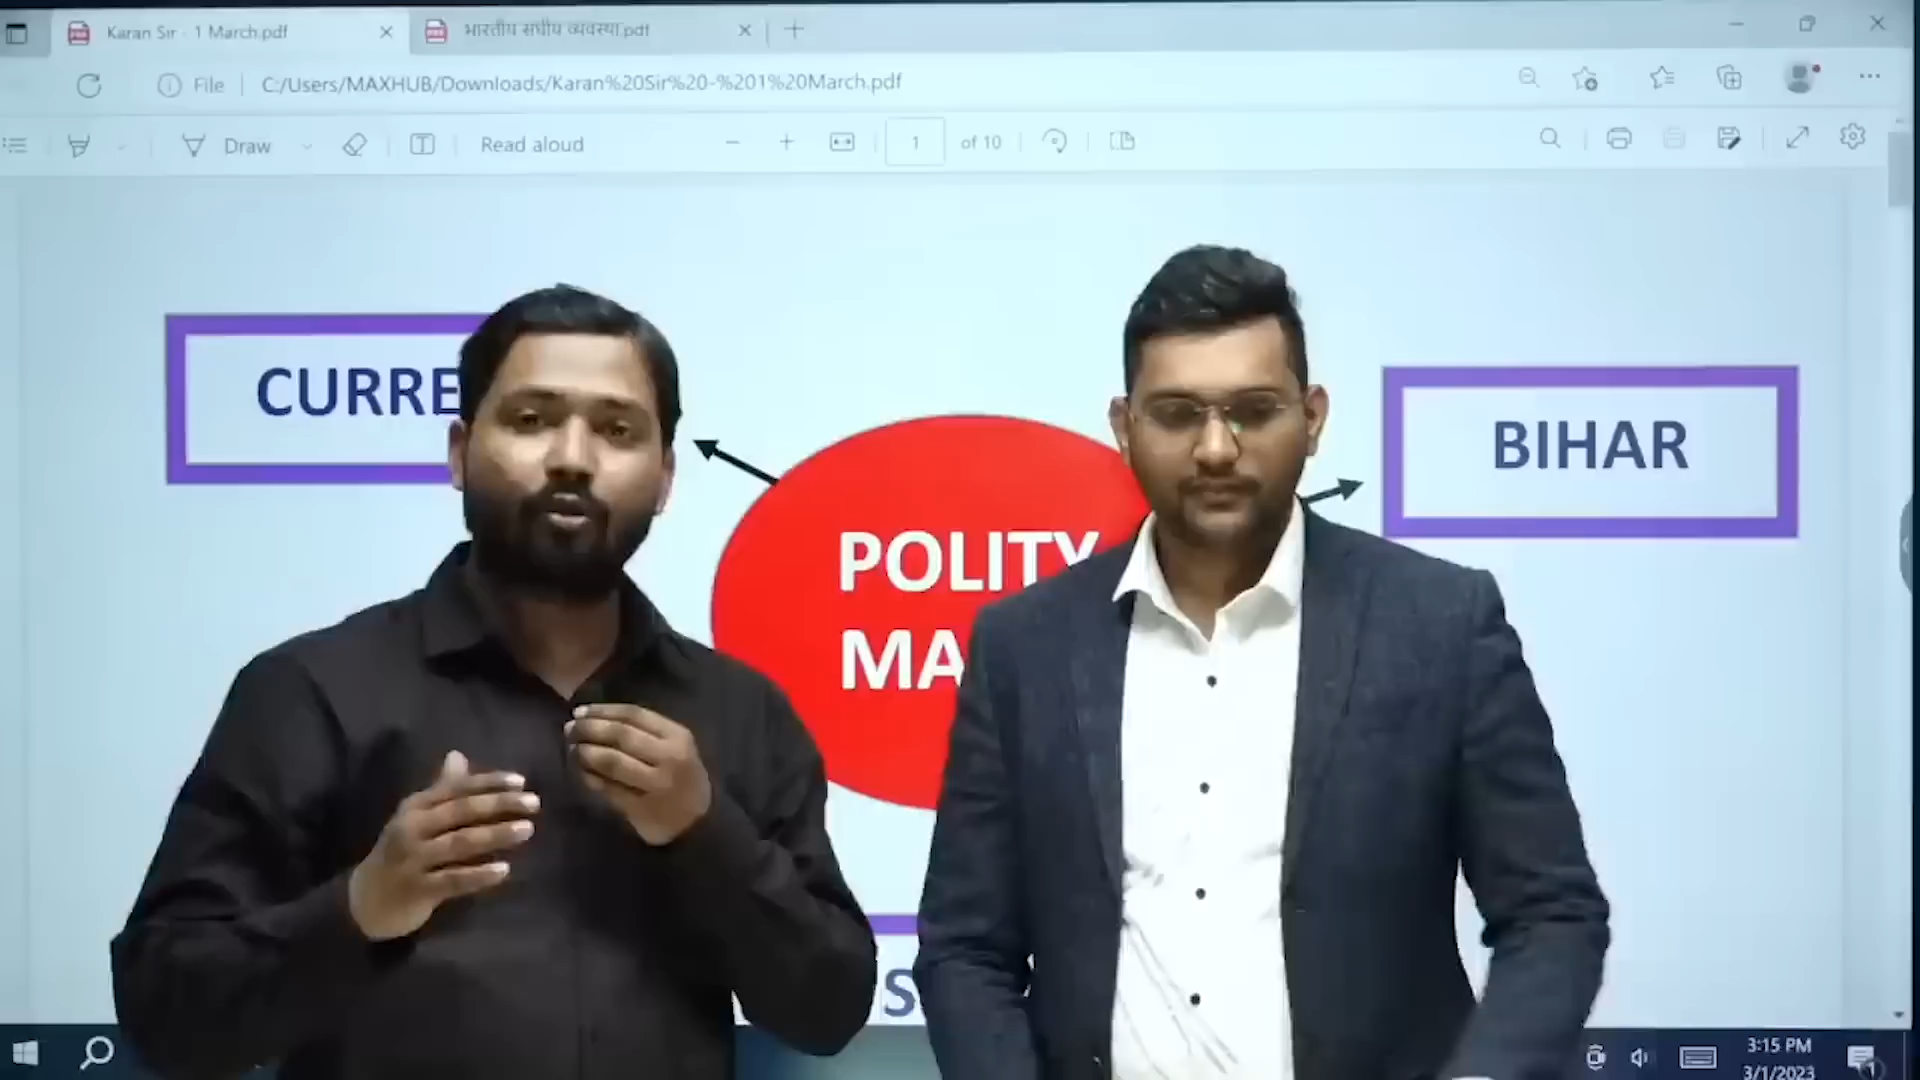 Karan Sir - 1 March.pdf
भारतीय संघीय व्यवस्था.pdf
File
C:/Users/MAXHUB/Downloads/Karan%20Sir%20-%201%20March.pdf
Draw
Read aloud
1
of 10
CURRE
BIHAR
POLITY
MA
S
3:15 PM
3/1/2023